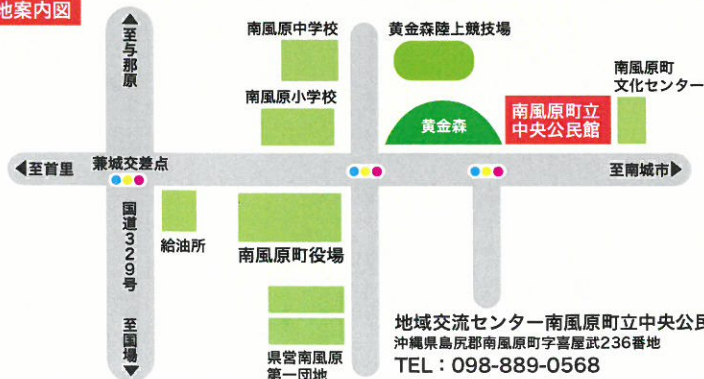 地案内図
▲至与那原
南風原中学校
黄金森陸上競技場
南風原町
文化センター
南風原小学校
黄金森
南風原町立
中央公民館
◀至首里
兼城交差点
至南城市▶
国道329号
給油所
南風原町役場
至国場▼
県営南風原
第一団地
地域交流センター南風原町立中央公民
沖縄県島尻郡南風原町字喜屋武236番地
TEL：098-889-0568